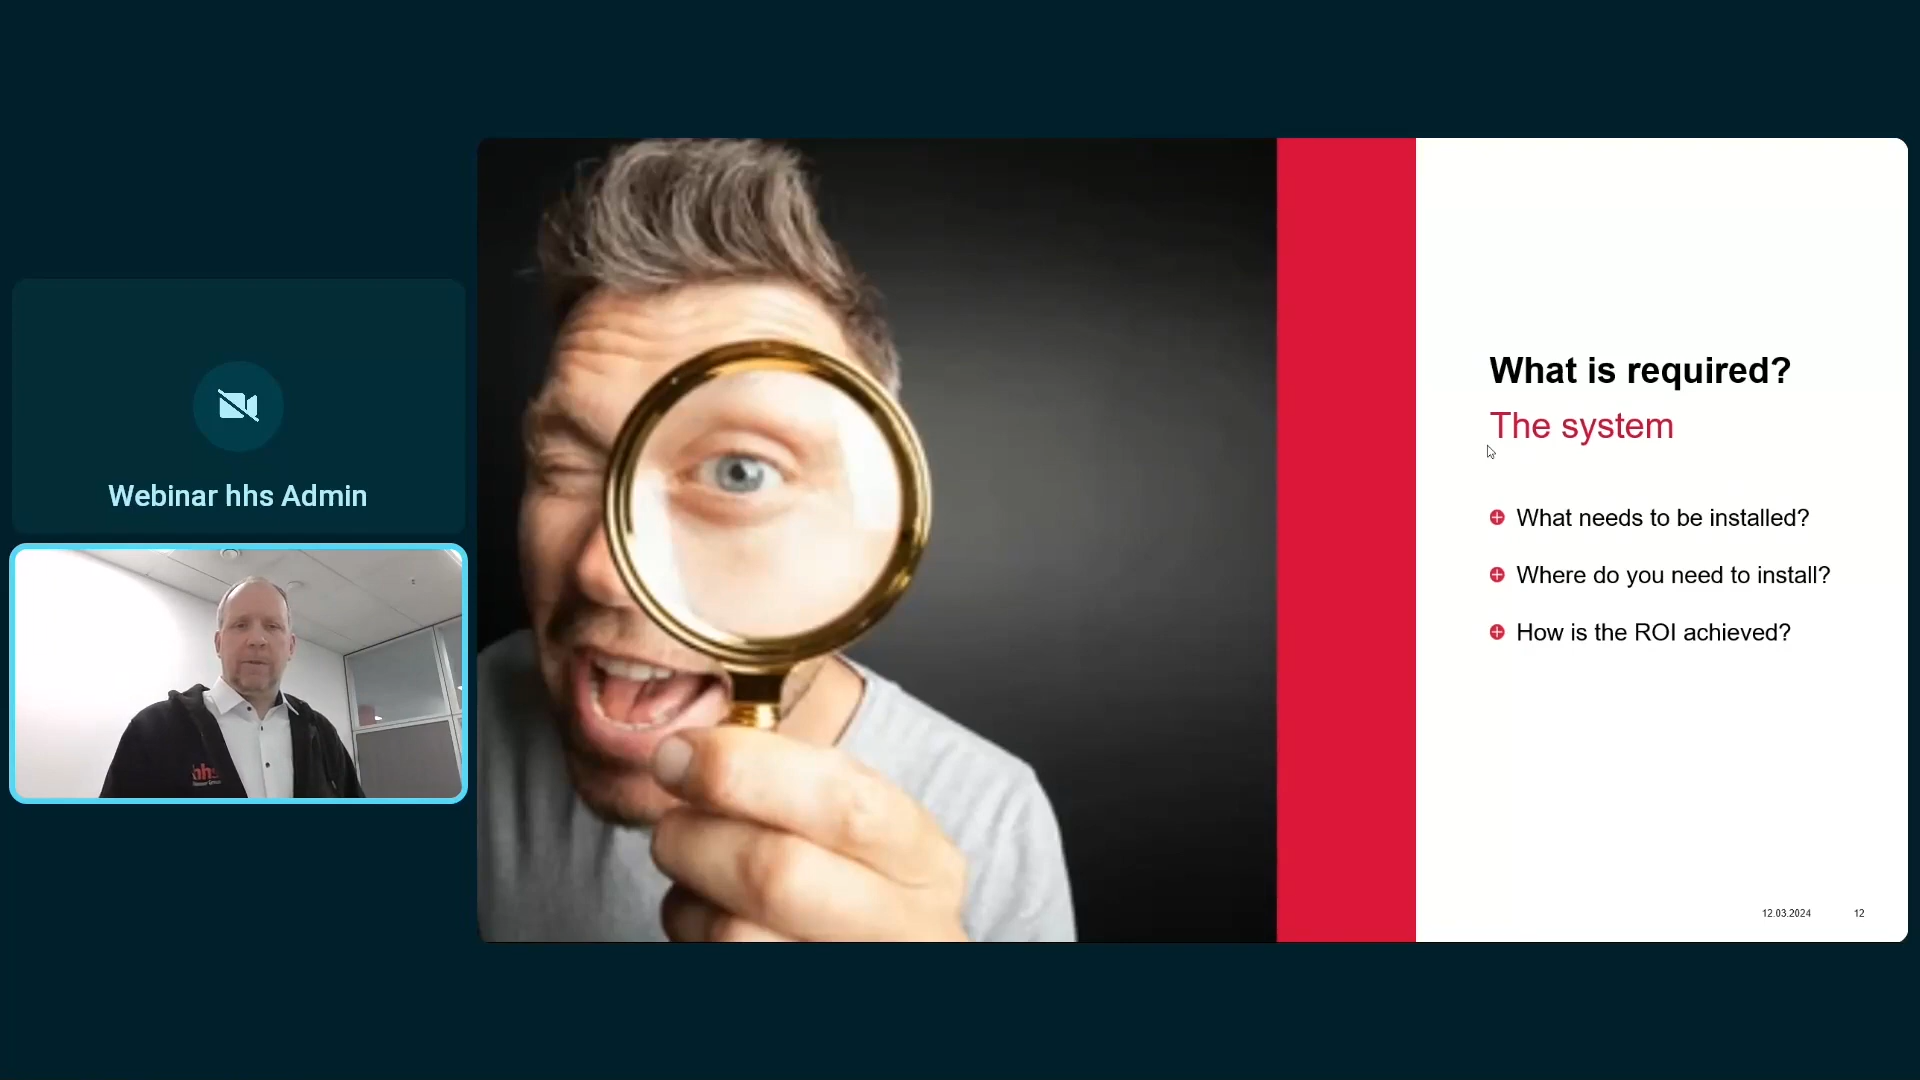 Webinar hhs Admin
hhs
What is required?
The system
What needs to be installed?
Where do you need to install?
How is the ROI achieved?
12.03.2024
12